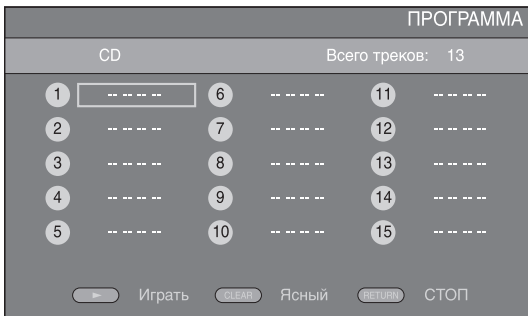 ПРОГРАММА
CD Всего треков: 13
1 -- -- -- -- 6 -- -- -- -- 11 -- -- -- --
2 -- -- -- -- 7 -- -- -- -- 12 -- -- -- --
3 -- -- -- -- 8 -- -- -- -- 13 -- -- -- --
4 -- -- -- -- 9 -- -- -- -- 14 -- -- -- --
5 -- -- -- -- 10 -- -- -- -- 15 -- -- -- --
Играть CLEAR Ясный RETURN СТОП